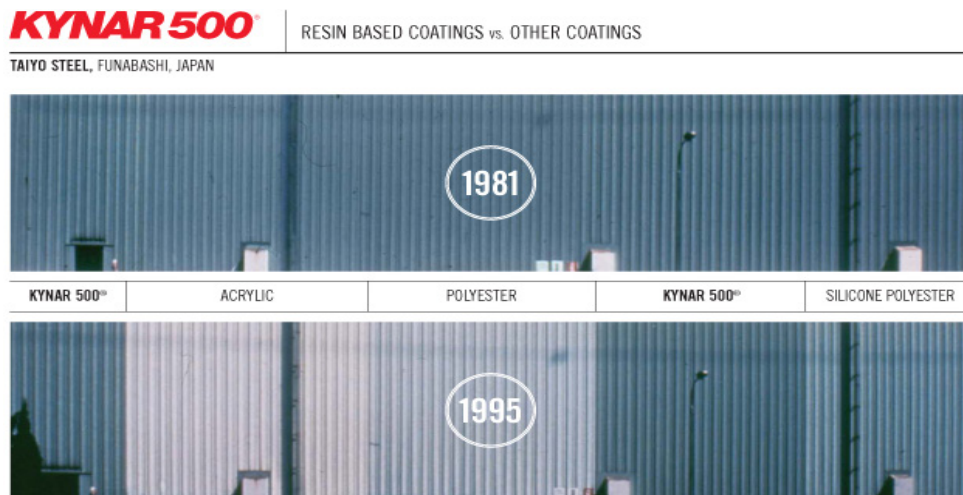 KYNAR 500®
RESIN BASED COATINGS vs. OTHER COATINGS
TAIYO STEEL, FUNABASHI, JAPAN
1981
KYNAR 500®
ACRYLIC
POLYESTER
KYNAR 500®
SILICONE POLYESTER
1995